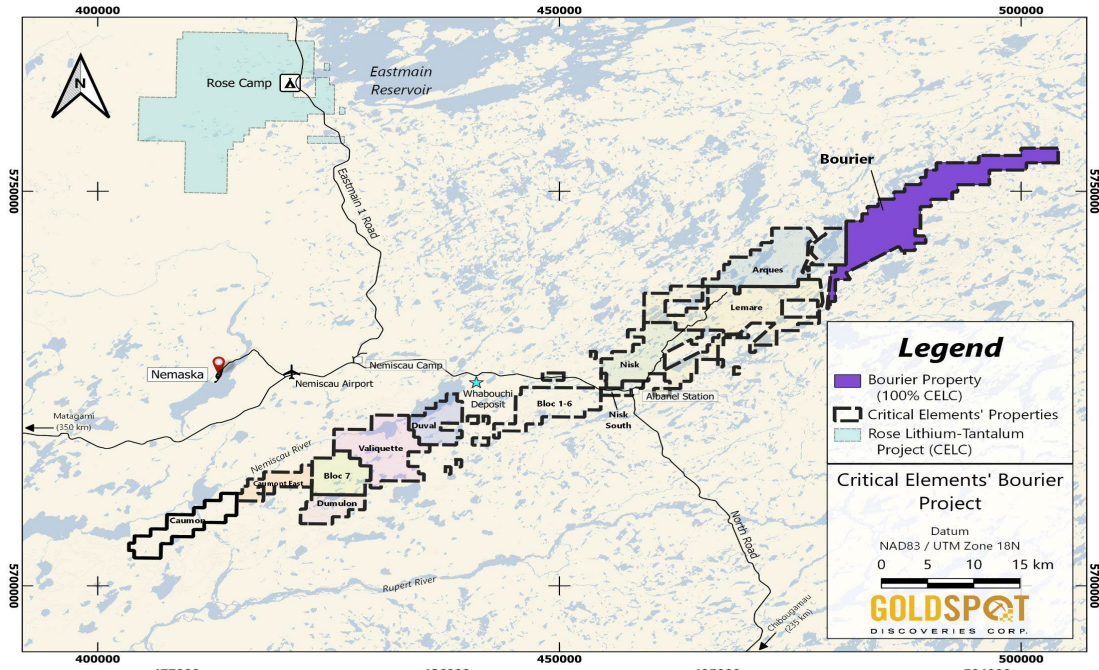 400000
450000
500000
N
Rose Camp
Eastmain
Reservoir
5750000
5750000
Bourier
Eastmain 1 Road
Arques
Lemare
Nisk
Nemaska
Nemiscau Camp
Nemiscau Airport
Whabouchi
Deposit
Bloc 1-6
Albanel Station
Nisk
South
Matagami
(350 km)
Duval
Valiquette
Nemiscau River
Bloc 7
Caumont East
Dumulon
Caumon
North Road
Rupert River
Chibougamau
(235 km)
5700000
5700000
Legend
Bourier Property
(100% CELC)
Critical Elements' Properties
Rose Lithium-Tantalum
Project (CELC)
Critical Elements' Bourier
Project
Datum
NAD83 / UTM Zone 18N
0 5 10 15 km
GOLDSPOT
DISCOVERIES CORP.
400000
450000
500000